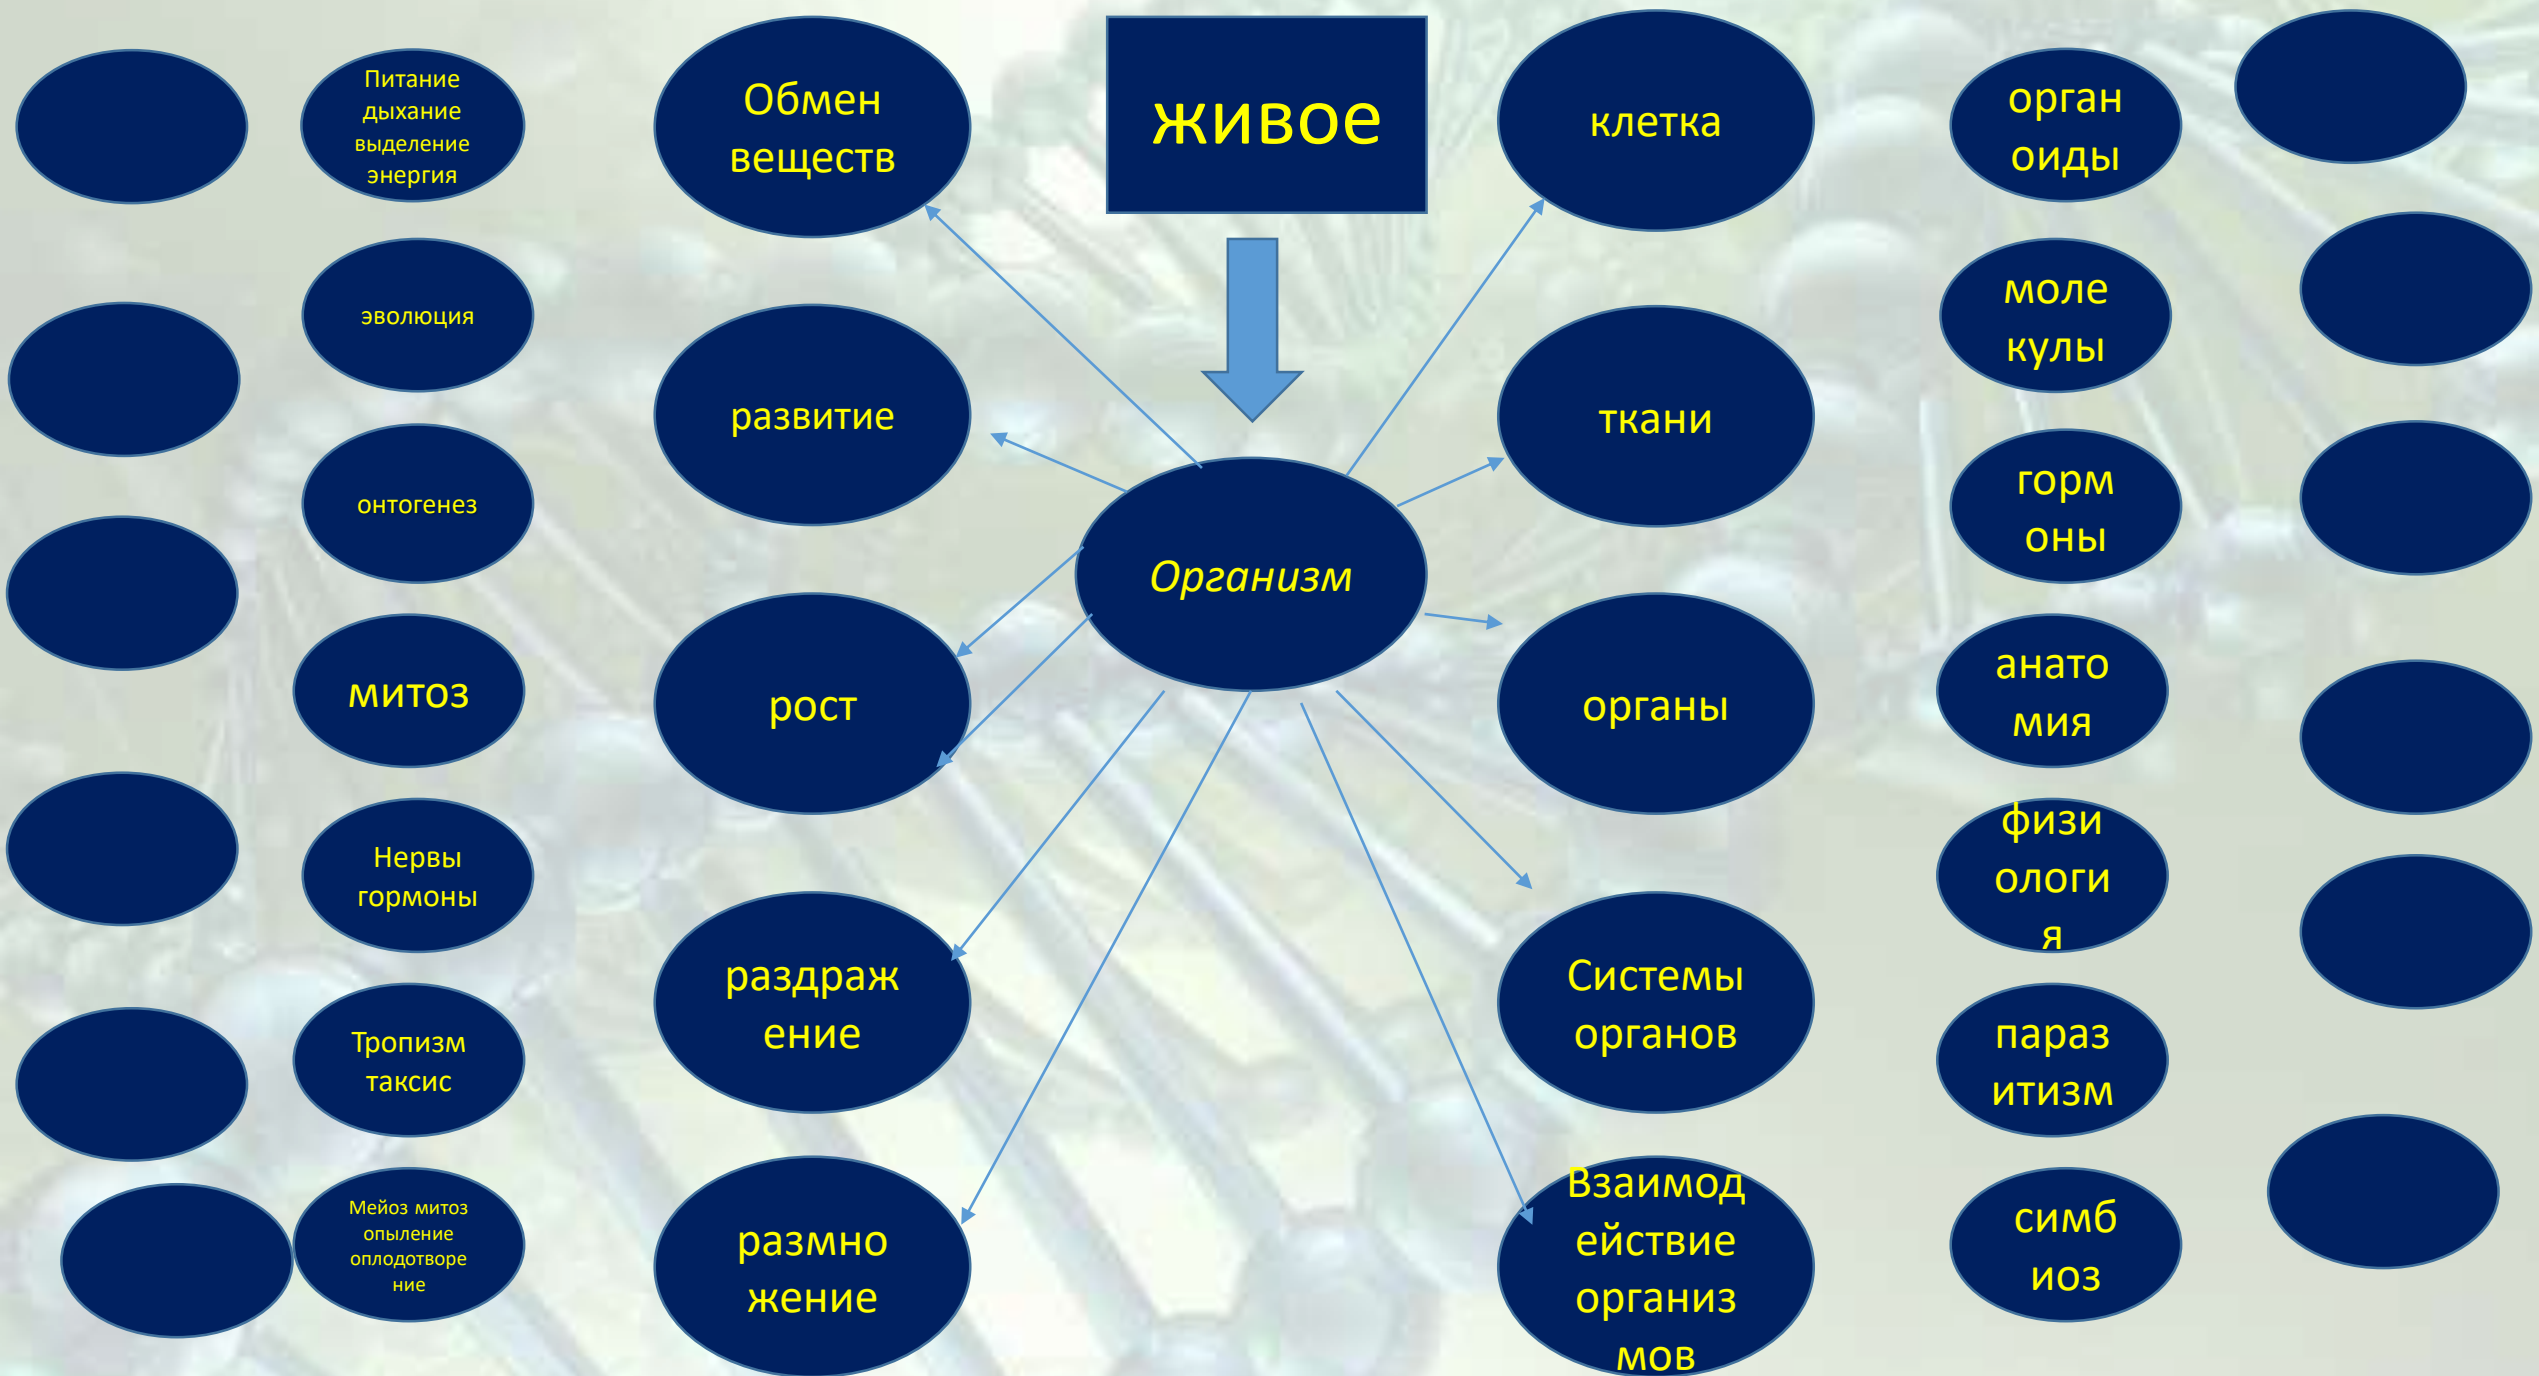 Питание
дыхание
выделение
энергия
эволюция
онтогенез
митоз
Нервы
гормоны
Тропизм
таксис
Мейоз митоз
опыление
оплодотворе
ние
Обмен
веществ
развитие
рост
раздраж
ение
размно
жение
живое
Организм
клетка
ткани
органы
Системы
органов
Взаимод
ействие
организ
мов
орган
оиды
моле
кулы
горм
оны
анато
мия
физи
ологи
я
параз
итизм
симб
иоз